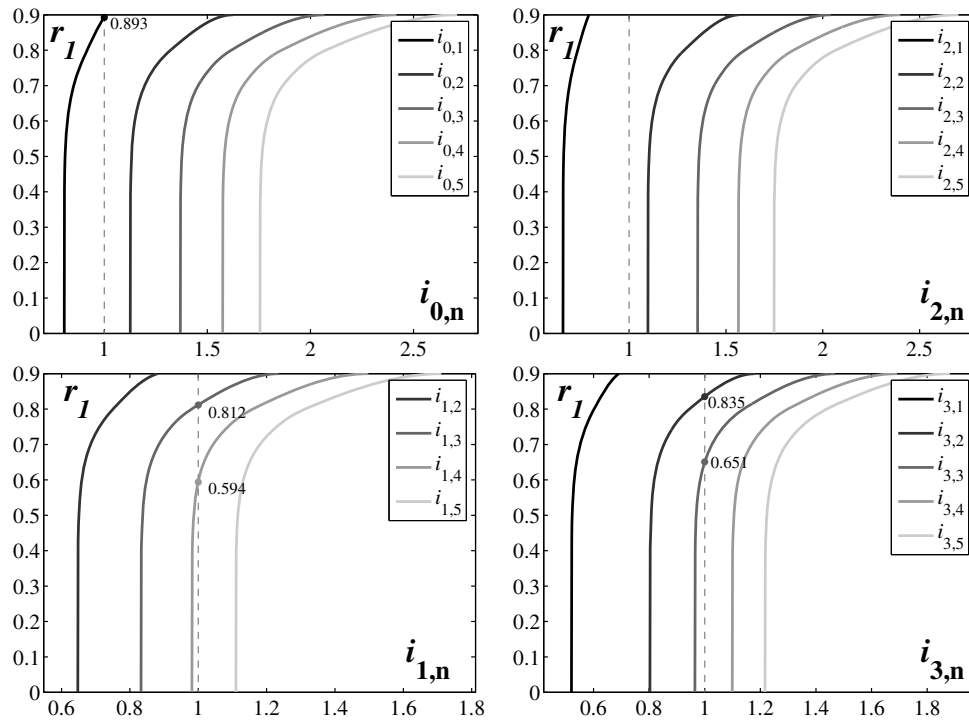 r1
0.9
0.8
0.7
0.6
0.5
0.4
0.3
0.2
0.1
0
1
1.5
2
2.5
0.893
i0,1
i0,2
i0,3
i0,4
i0,5
i0,n
r1
0.9
0.8
0.7
0.6
0.5
0.4
0.3
0.2
0.1
0
1
1.5
2
2.5
i2,1
i2,2
i2,3
i2,4
i2,5
i2,n
r1
0.9
0.8
0.7
0.6
0.5
0.4
0.3
0.2
0.1
0
0.6
0.8
1
1.2
1.4
1.6
1.8
0.812
0.594
i1,2
i1,3
i1,4
i1,5
i1,n
r1
0.9
0.8
0.7
0.6
0.5
0.4
0.3
0.2
0.1
0
0.6
0.8
1
1.2
1.4
1.6
1.8
0.835
0.651
i3,1
i3,2
i3,3
i3,4
i3,5
i3,n